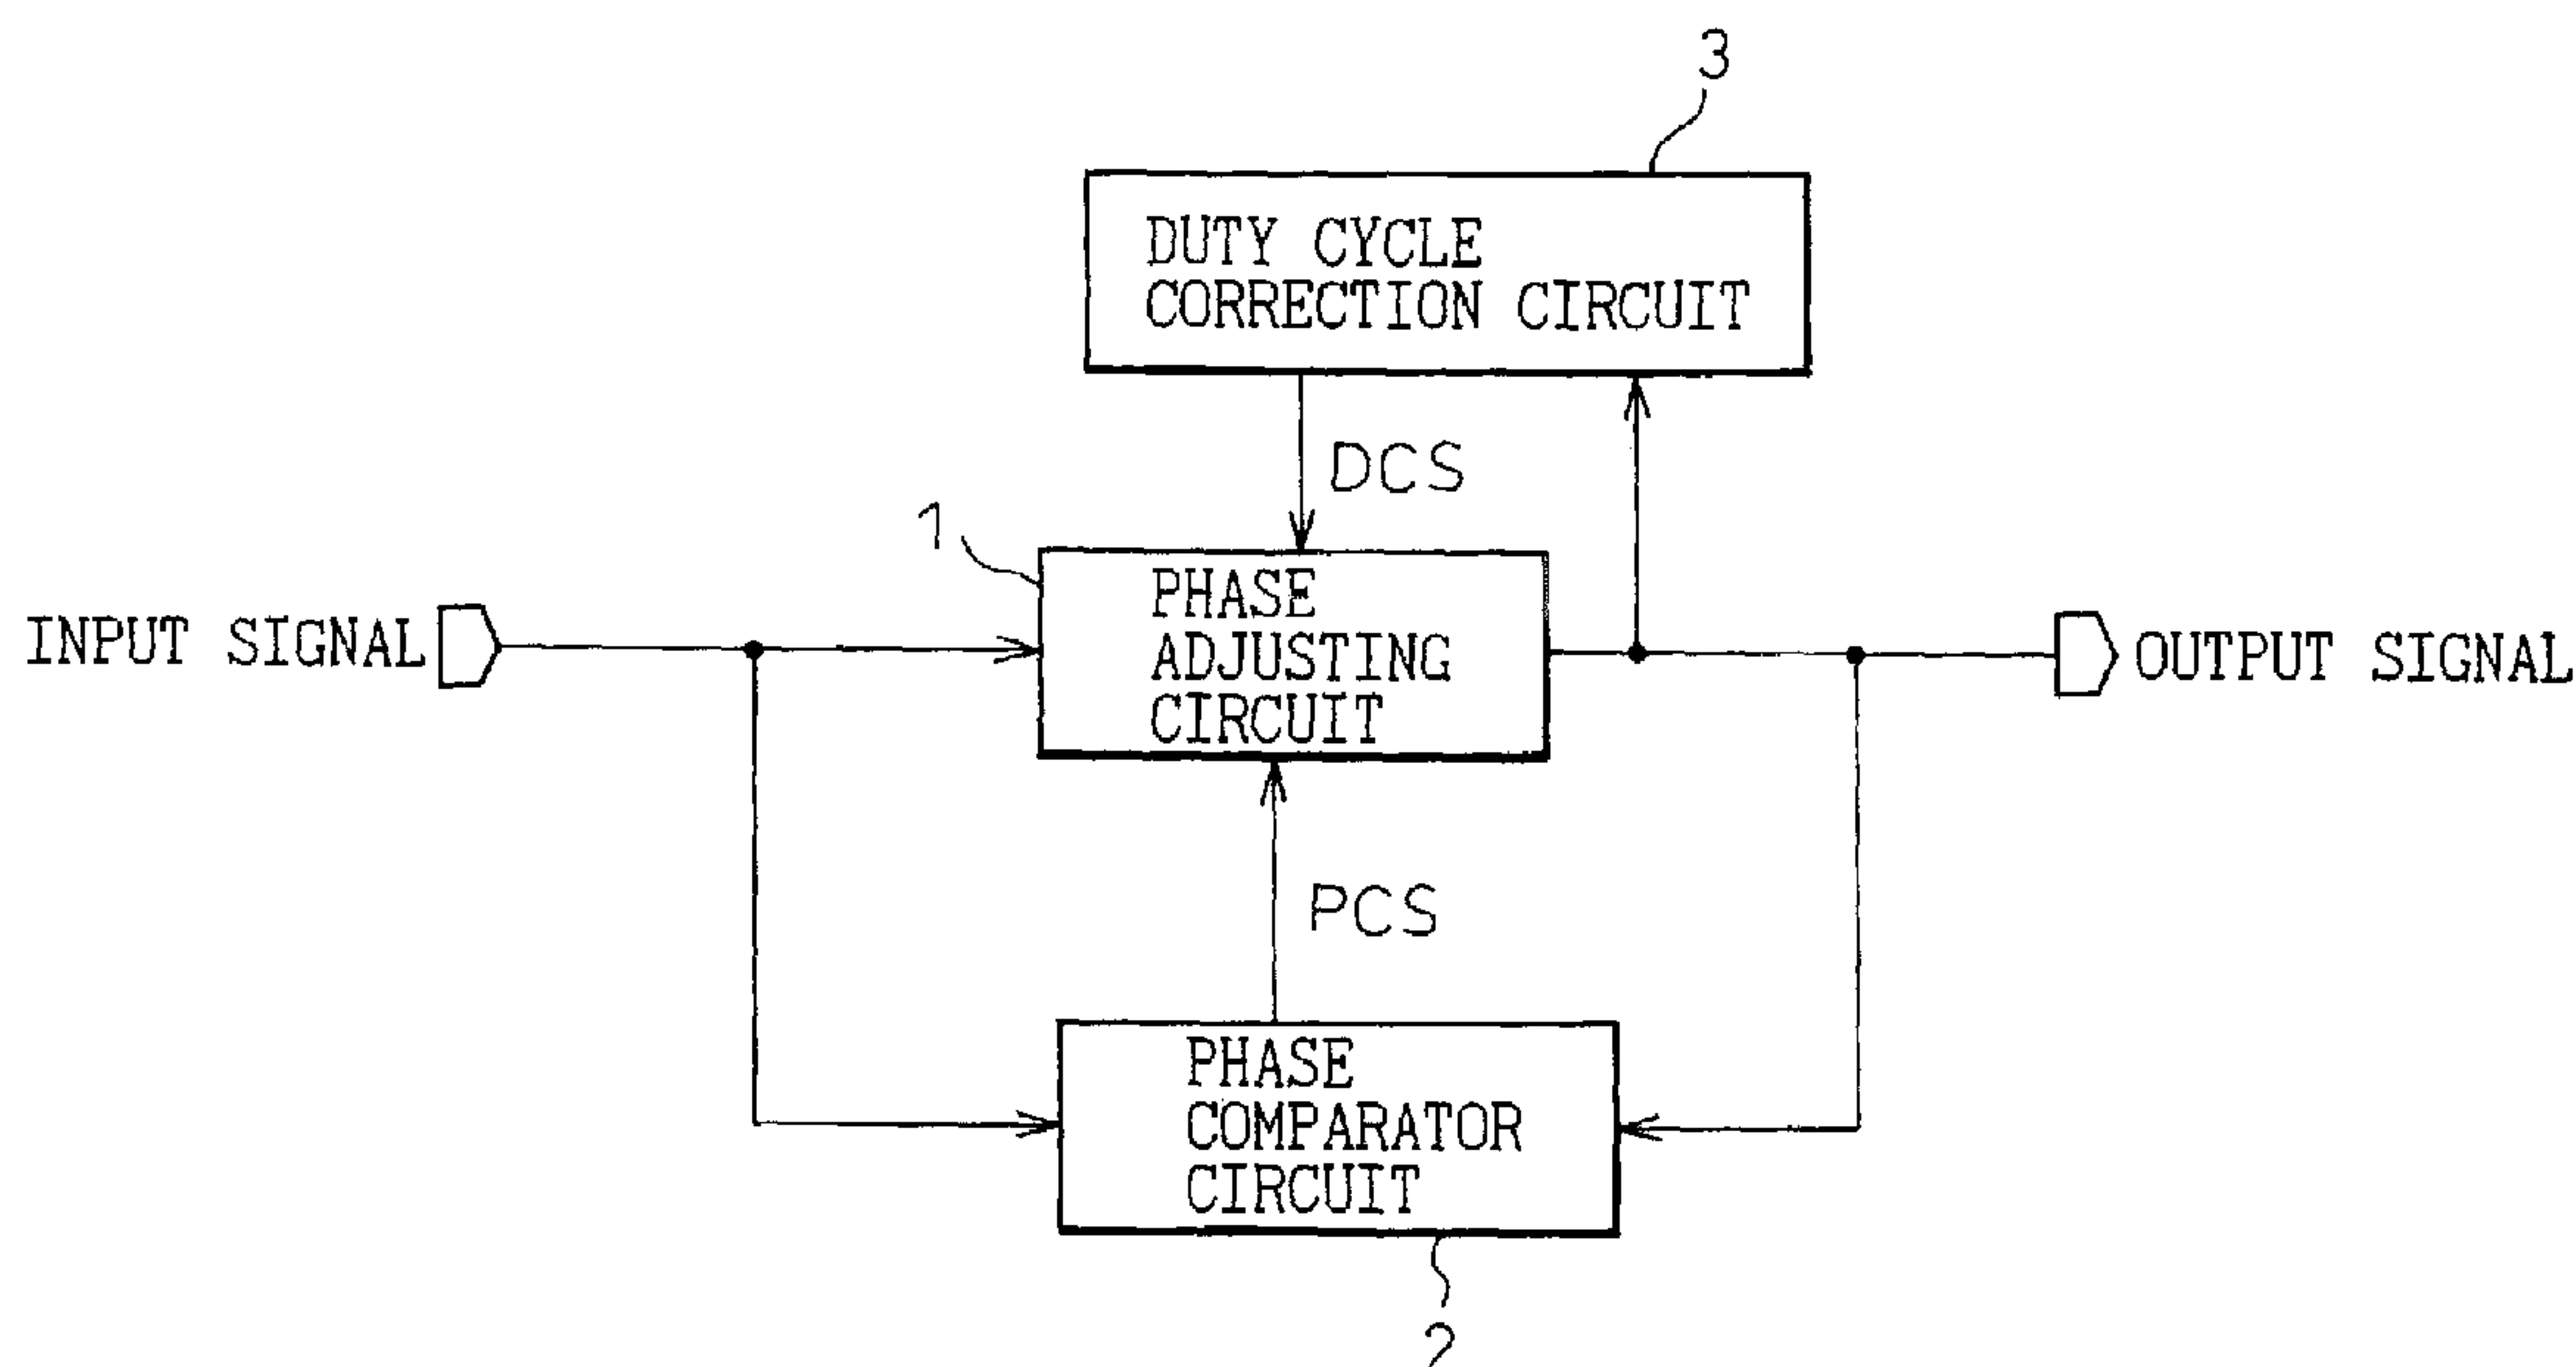 3
DUTY CYCLE
CORRECTION CIRCUIT
DCS
1
PHASE
ADJUSTING
CIRCUIT
INPUT SIGNAL
OUTPUT SIGNAL
PCS
PHASE
COMPARATOR
CIRCUIT
2